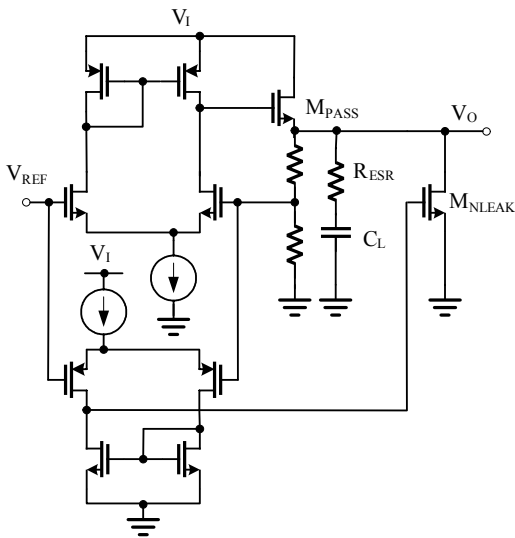 V_I
M_PASS
V_O
V_REF
R_ESR
M_NLEAK
V_I
C_L